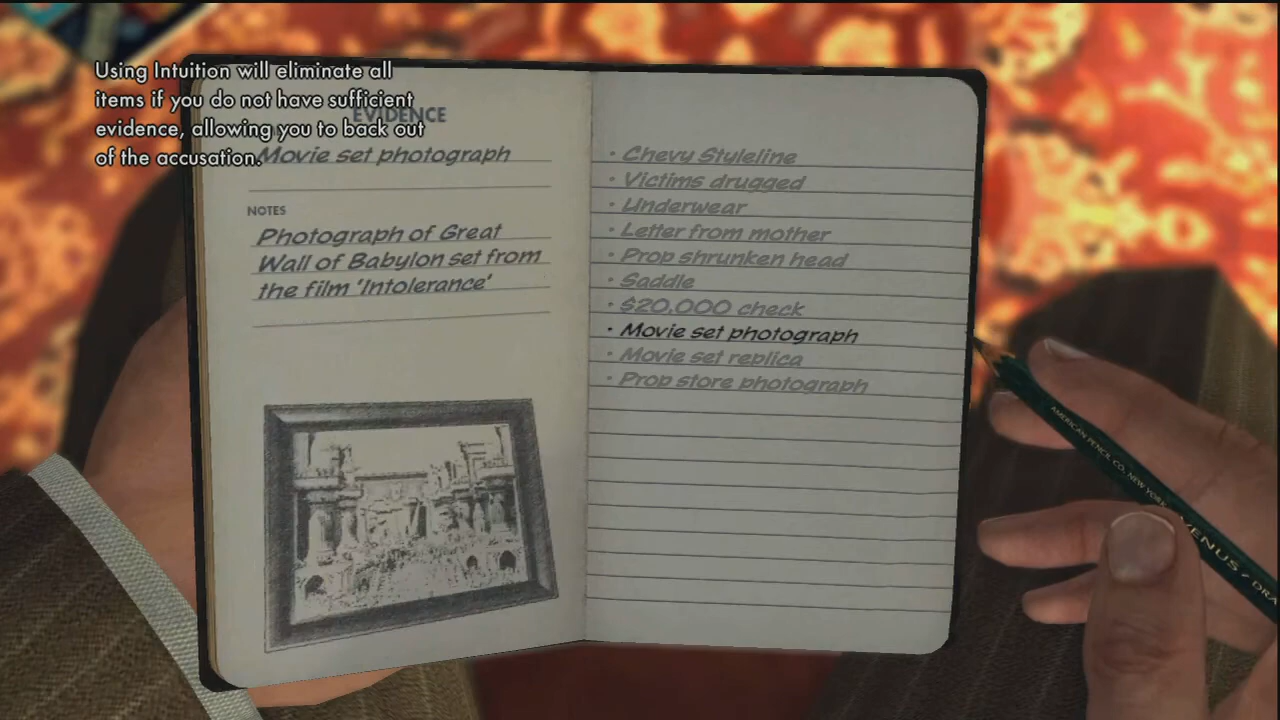 Using Intuition will eliminate all
items if you do not have sufficient
evidence, allowing you to back out
of the accusation.
EVIDENCE
Movie set photograph
NOTES
Photograph of Great
Wall of Babylon set from
the film 'Intolerance'
· Chevy Styleline
· Victims drugged
· Underwear
· Letter from mother
· Prop shrunken head
· Saddle
· $20,000 check
· Movie set photograph
· Movie set replica
· Prop store photograph
AMERICAN PENCIL CO. NEW YORK
VENUS / DRA